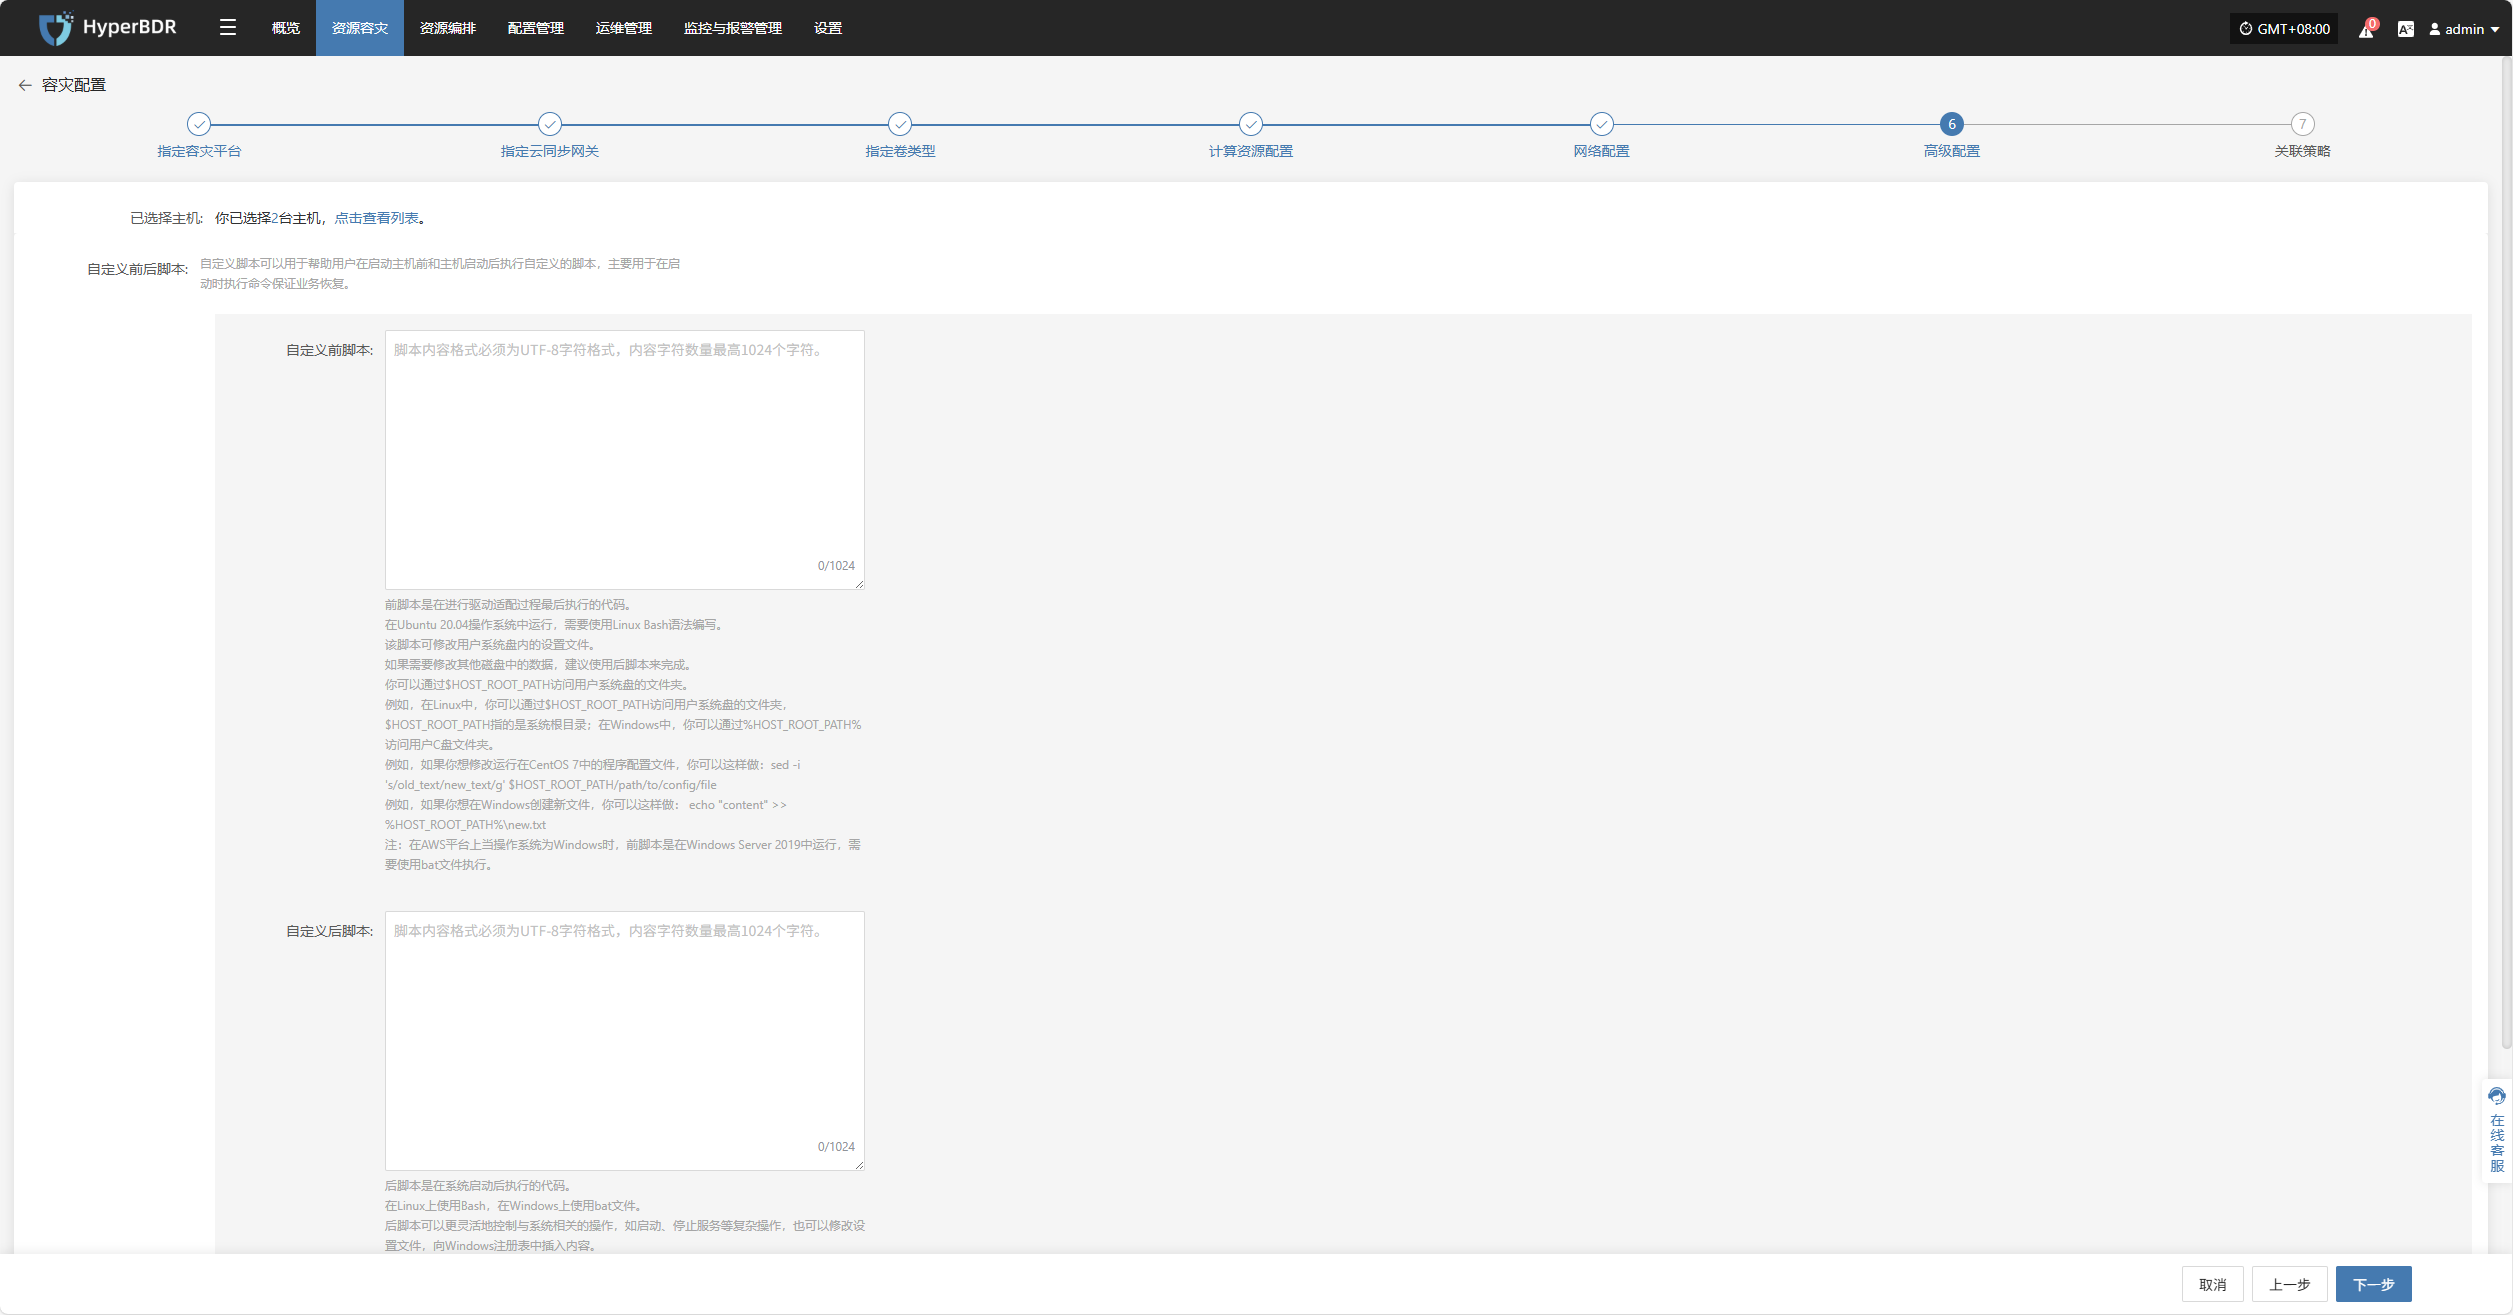 HyperBDR
概览
资源容灾
资源编排
配置管理
运维管理
监控与报警管理
设置
GMT+08:00
0
admin
容灾配置
6
7
指定容灾平台
指定云同步网关
指定卷类型
计算资源配置
网络配置
高级配置
关联策略
已选择主机: 你已选择2台主机，点击查看列表。
自定义前后脚本: 自定义脚本可以用于帮助用户在启动主机前和主机启动后执行自定义的脚本，主要用于在启
动时执行命令保证业务恢复。
自定义前脚本: 脚本内容格式必须为UTF-8字符格式，内容字符数量最高1024个字符。
0/1024
前脚本是在进行驱动适配过程最后执行的代码。
在Ubuntu 20.04操作系统中运行，需要使用Linux Bash语法编写。
该脚本可修改用户系统盘内的设置文件。
如果需要修改其他磁盘中的数据，建议使用后脚本来完成。
你可以通过$HOST_ROOT_PATH访问用户系统盘的文件夹。
例如，在Linux中，你可以通过$HOST_ROOT_PATH访问用户系统盘的文件夹，
$HOST_ROOT_PATH指的是系统根目录；在Windows中，你可以通过%HOST_ROOT_PATH%
访问用户C盘文件夹。
例如，如果你想修改运行在CentOS 7中的程序配置文件，你可以这样做：sed -i
's/old_text/new_text/g' $HOST_ROOT_PATH/path/to/config/file
例如，如果你想在Windows创建新文件，你可以这样做： echo "content" >>
%HOST_ROOT_PATH%\new.txt
注：在AWS平台上当操作系统为Windows时，前脚本是在Windows Server 2019中运行，需
要使用bat文件执行。
自定义后脚本: 脚本内容格式必须为UTF-8字符格式，内容字符数量最高1024个字符。
0/1024
后脚本是在系统启动后执行的代码。
在Linux上使用Bash，在Windows上使用bat文件。
后脚本可以更灵活地控制与系统相关的操作，如启动、停止服务等复杂操作，也可以修改设
置文件，向Windows注册表中插入内容。
在线客服
取消
上一步
下一步